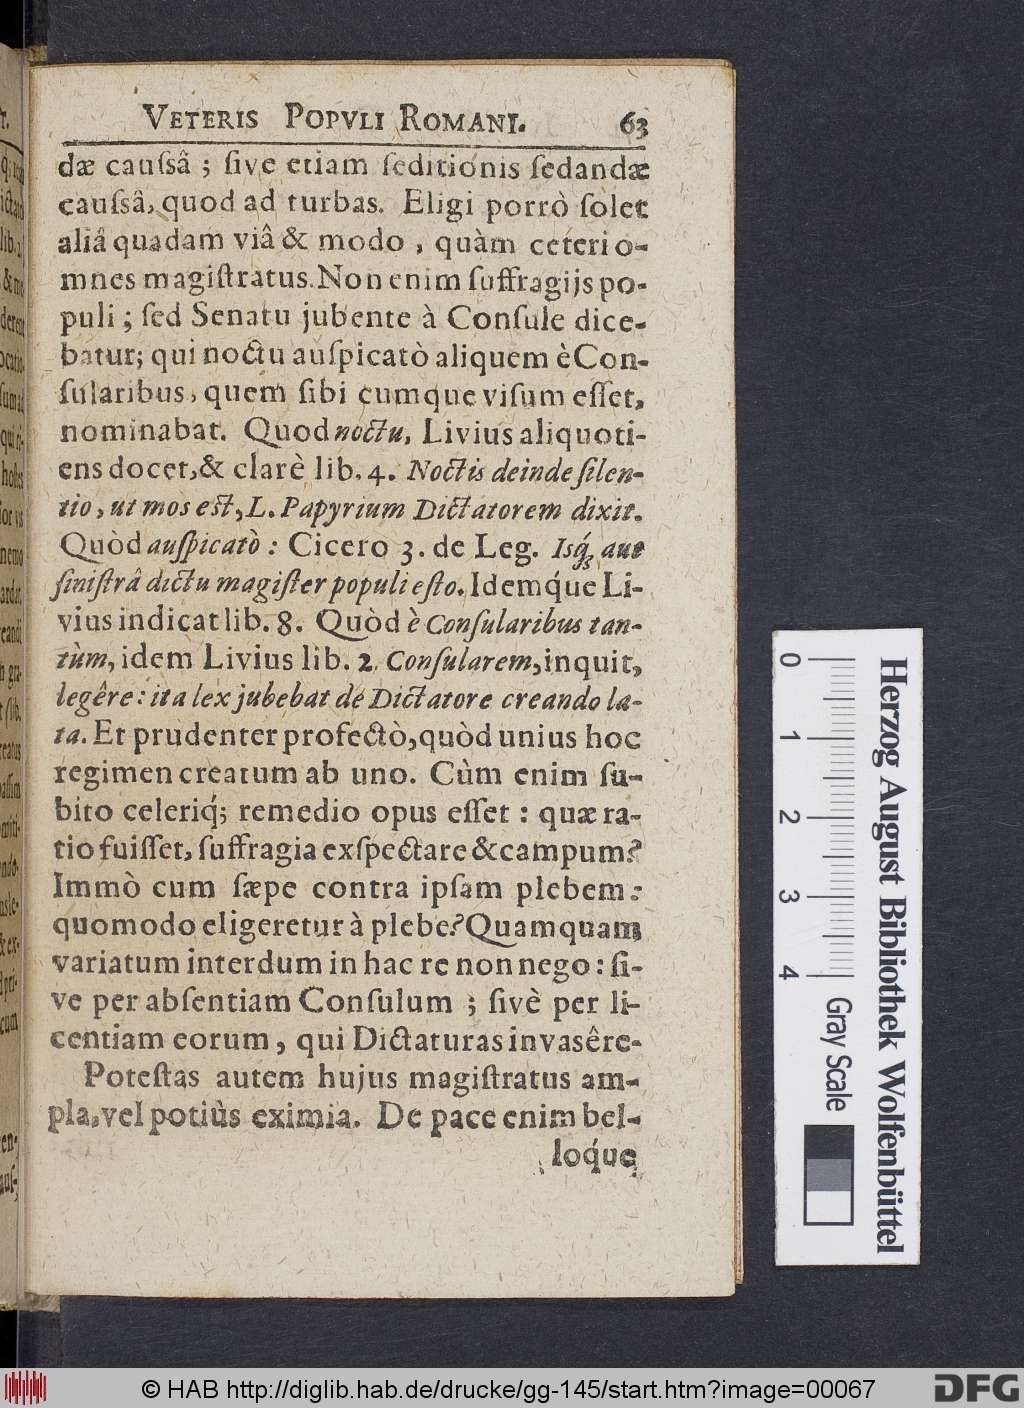 VETERIS POPVLI ROMANI. 63
dæ cauſsâ ; ſive etiam ſeditionis ſedandæ
cauſsâ, quod ad turbas. Eligi porrò ſolet
aliâ quadam viâ & modo , quàm ceteri o-
mnes magiſtratus. Non enim ſuffragijs po-
puli ; ſed Senatu jubente à Conſule dice-
batur; qui noctu auſpicatò aliquem è Con-
ſularibus, quem ſibi cumque viſum eſſet,
nominabat. Quod noctu, Livius aliquoti-
ens docet, & clarè lib. 4. Noctis deinde ſilen-
tio, ut mos est, L. Papyrium Dictatorem dixit.
Quòd auſpicatò : Cicero 3. de Leg. Isq́; ave
ſiniſtrâ dictu magiſter populi eſto. Idemq́ue Li-
vius indicat lib. 8. Quòd è Conſularibus tan-
tùm, idem Livius lib. 2. Conſularem, inquit,
legêre : ita lex jubebat de Dictatore creando la-
ta. Et prudenter profectò, quòd unius hoc
regimen creatum ab uno. Cùm enim ſu-
bito celeriq́; remedio opus eſſet : quæ ra-
tio fuiſſet, ſuffragia exſpectare & campum?
Immò cum ſæpe contra ipſam plebem :
quomodo eligeretur à plebe? Quamquam
variatum interdum in hac re non nego : ſi-
ve per abſentiam Conſulum ; ſivè per li-
centiam eorum, qui Dictaturas invasêre.
Poteſtas autem hujus magiſtratus am-
pla, vel potiùs eximia. De pace enim bel-
loq́ue
0 1 2 3 4
Gray Scale
Herzog August Bibliothek Wolfenbüttel
© HAB http://diglib.hab.de/drucke/gg-145/start.htm?image=00067
DFG